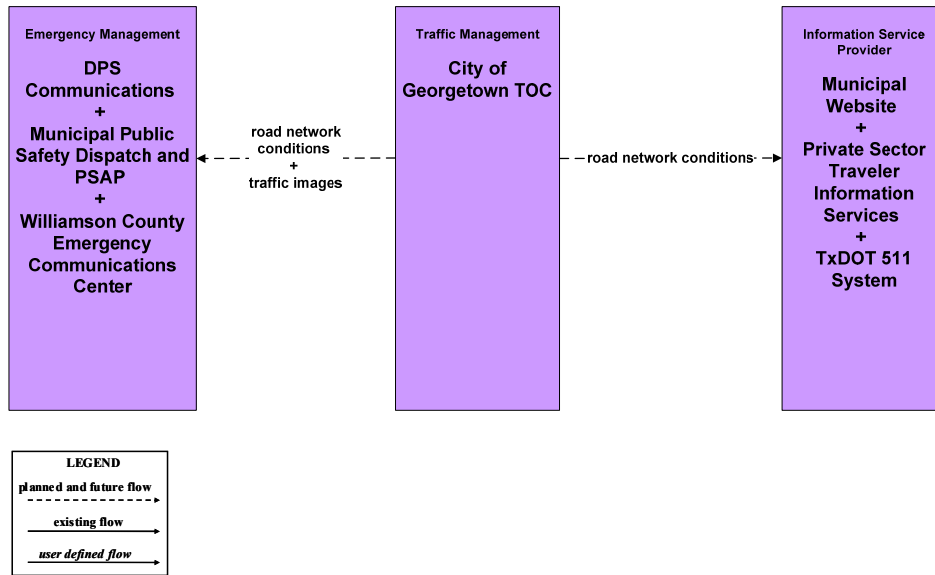 Emergency Management
DPS
Communications
+
Municipal Public
Safety Dispatch and
PSAP
+
Williamson County
Emergency
Communications
Center
road network
conditions
+
traffic images
Traffic Management
City of
Georgetown TOC
road network conditions
Information Service
Provider
Municipal
Website
+
Private Sector
Traveler
Information
Services
+
TxDOT 511
System
LEGEND
planned and future flow
existing flow
user defined flow